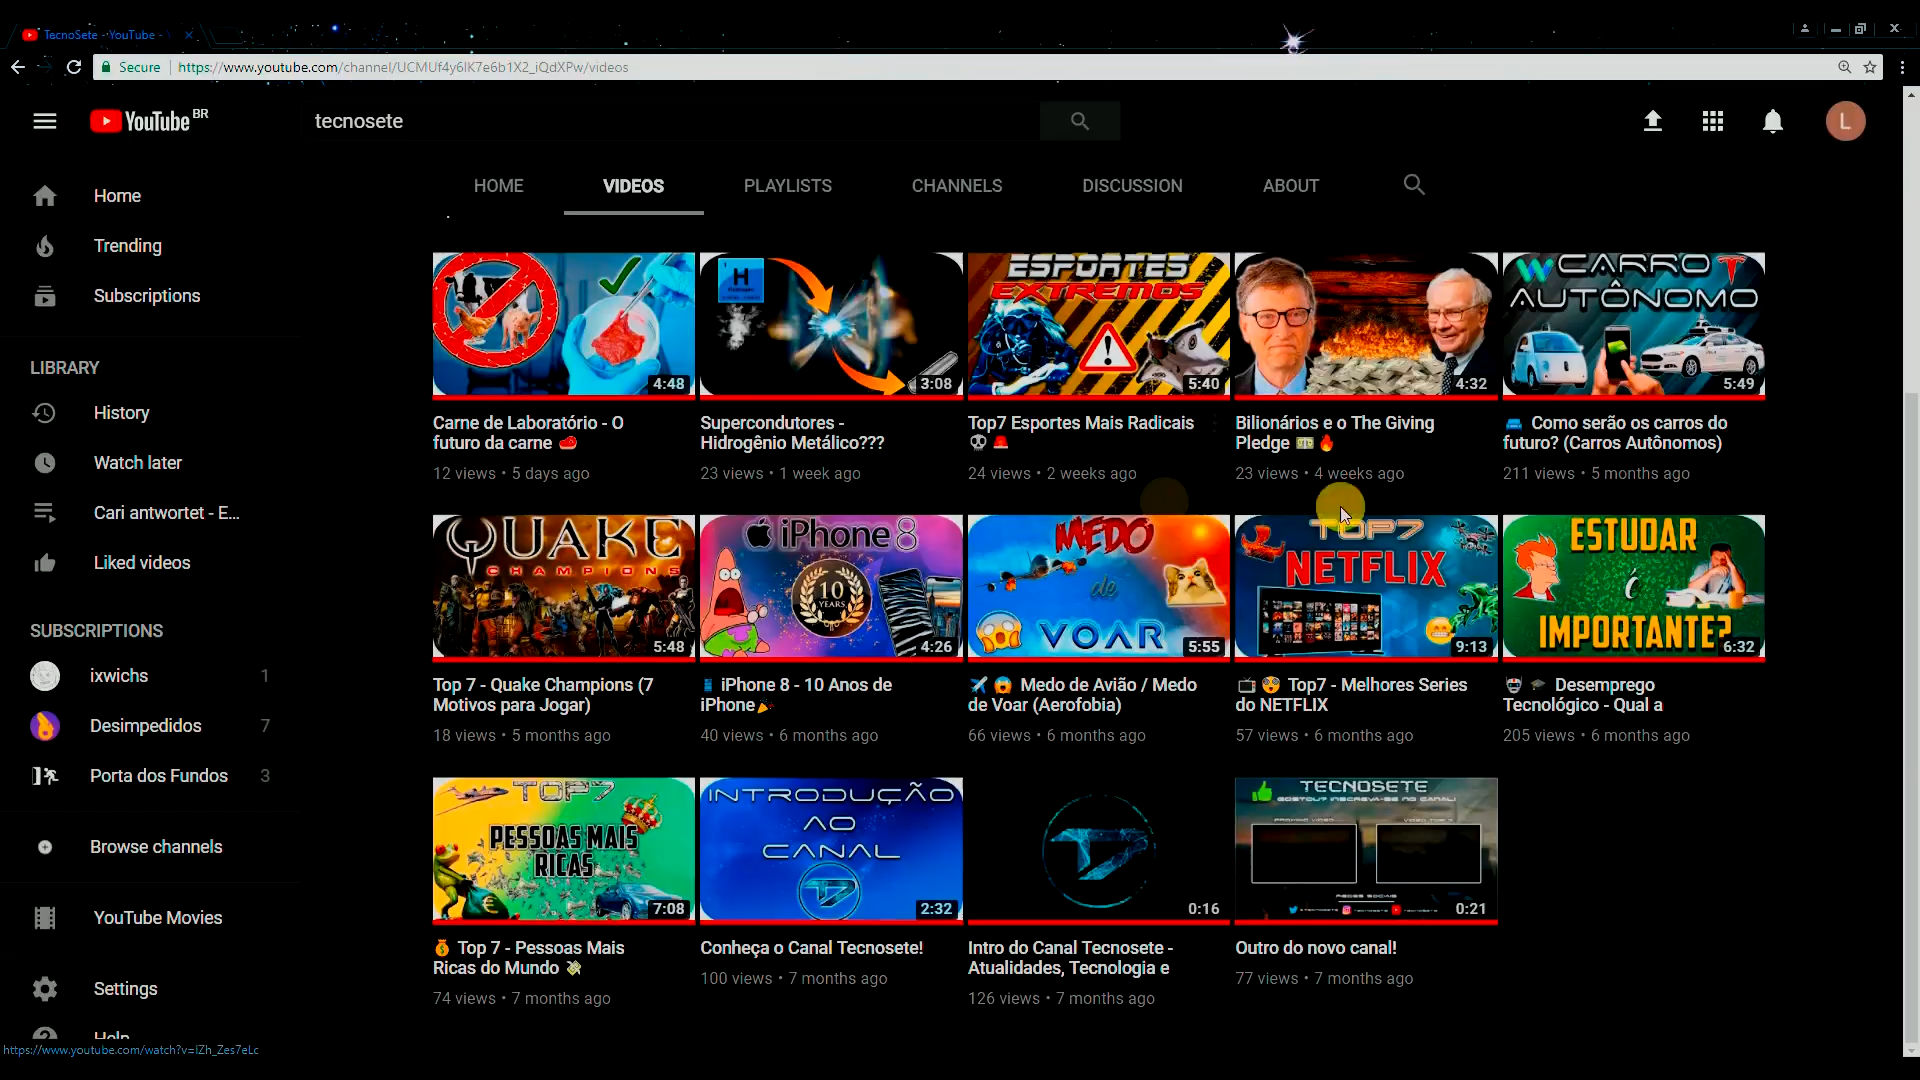 TecnoSete - YouTube -
Secure https://www.youtube.com/channel/UCMUf4y6lK7e6b1X2_iQdXPw/videos
YouTube BR
tecnosete
L
HOME VIDEOS PLAYLISTS CHANNELS DISCUSSION ABOUT
Home
Trending
Subscriptions
LIBRARY
History
Watch later
Cari antwortet - E...
Liked videos
SUBSCRIPTIONS
ixwichs 1
Desimpedidos 7
Porta dos Fundos 3
Browse channels
YouTube Movies
Settings
Help
4:48
Carne de Laboratório - O
futuro da carne
12 views • 5 days ago
H
3:08
Supercondutores -
Hidrogênio Metálico???
23 views • 1 week ago
ESPORTES
EXTREMOS
5:40
Top7 Esportes Mais Radicais
24 views • 2 weeks ago
4:32
Bilionários e o The Giving
Pledge
23 views • 4 weeks ago
CARRO
AUTÔNOMO
5:49
Como serão os carros do
futuro? (Carros Autônomos)
211 views • 5 months ago
QUAKE
CHAMPIONS
5:48
Top 7 - Quake Champions (7
Motivos para Jogar)
18 views • 5 months ago
iPhone 8
10
YEARS
4:26
iPhone 8 - 10 Anos de
iPhone
40 views • 6 months ago
MEDO
de
VOAR
5:55
Medo de Avião / Medo
de Voar (Aerofobia)
66 views • 6 months ago
TOP7
NETFLIX
9:13
Top7 - Melhores Series
do NETFLIX
57 views • 6 months ago
ESTUDAR
É
IMPORTANTE?
6:32
Desemprego
Tecnológico - Qual a
205 views • 6 months ago
TOP7
PESSOAS MAIS
RICAS
7:08
Top 7 - Pessoas Mais
Ricas do Mundo
74 views • 7 months ago
INTRODUÇÃO
AO
CANAL
2:32
Conheça o Canal Tecnosete!
100 views • 7 months ago
0:16
Intro do Canal Tecnosete -
Atualidades, Tecnologia e
126 views • 7 months ago
TECNOSETE
GOSTOU? INSCREVA-SE NO CANAL!
PRÓXIMO VIDEO
REDES SOCIAIS
0:21
Outro do novo canal!
77 views • 7 months ago